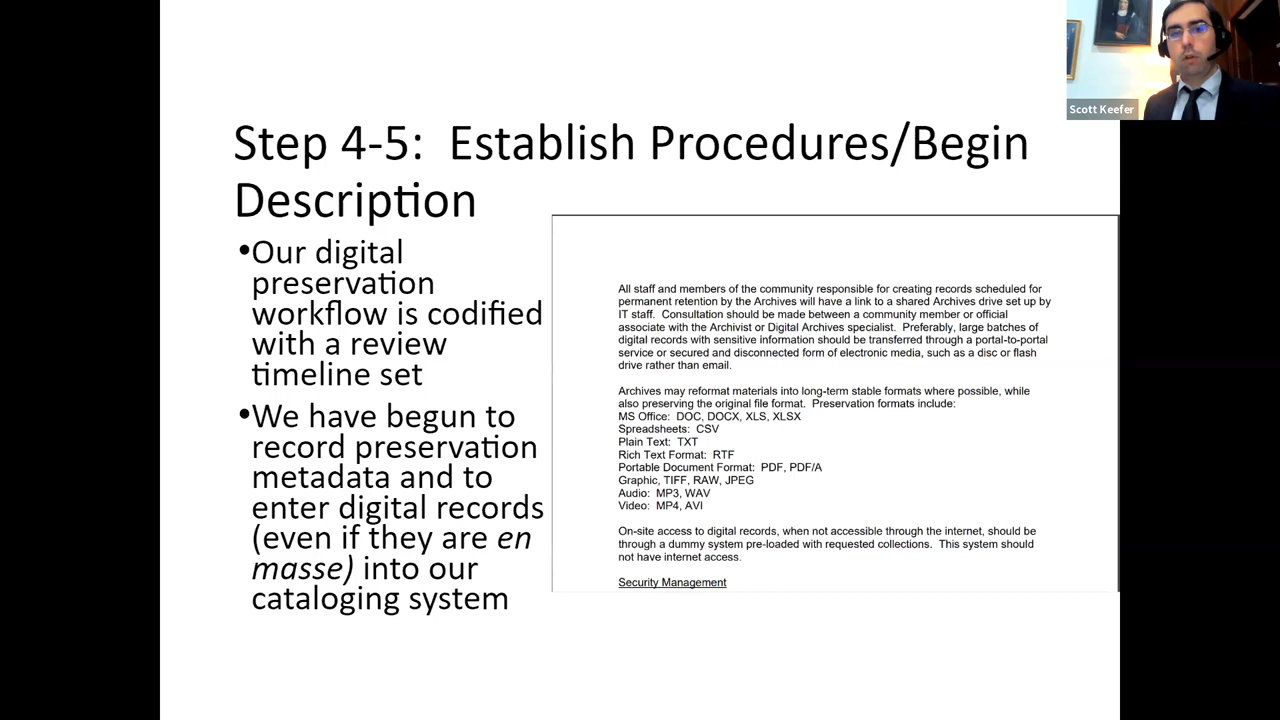 Scott Keefer
Step 4-5:  Establish Procedures/Begin
Description
•Our digital
preservation
workflow is codified
with a review
timeline set
•We have begun to
record preservation
metadata and to
enter digital records
(even if they are en
masse) into our
cataloging system
All staff and members of the community responsible for creating records scheduled for
permanent retention by the Archives will have a link to a shared Archives drive set up by
IT staff.  Consultation should be made between a community member or official
associate with the Archivist or Digital Archives specialist.  Preferably, large batches of
digital records with sensitive information should be transferred through a portal-to-portal
service or secured and disconnected form of electronic media, such as a disc or flash
drive rather than email.
Archives may reformat materials into long-term stable formats where possible, while
also preserving the original file format.  Preservation formats include:
MS Office:  DOC, DOCX, XLS, XLSX
Spreadsheets:  CSV
Plain Text:  TXT
Rich Text Format:  RTF
Portable Document Format:  PDF, PDF/A
Graphic, TIFF, RAW, JPEG
Audio:  MP3, WAV
Video:  MP4, AVI
On-site access to digital records, when not accessible through the internet, should be
through a dummy system pre-loaded with requested collections.  This system should
not have internet access.
Security Management